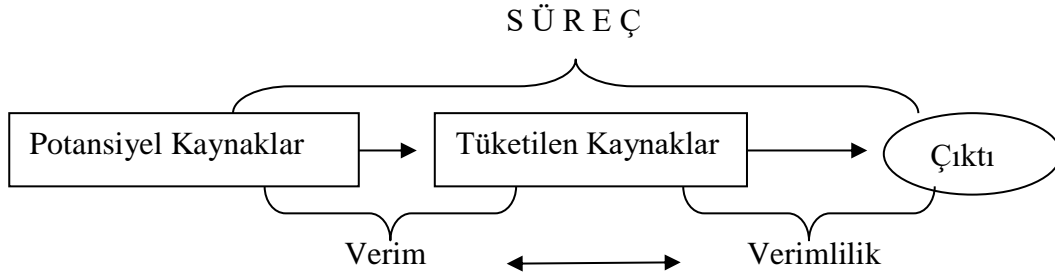 S Ü R E Ç
Potansiyel Kaynaklar
Tüketilen Kaynaklar
Çıktı
Verim
Verimlilik